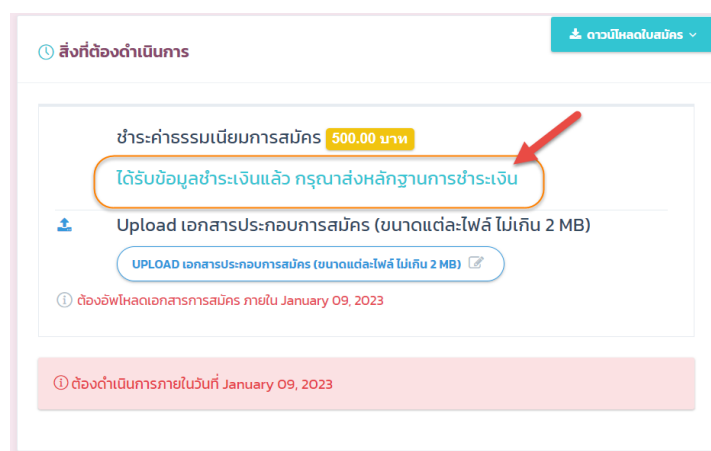 ดาวน์โหลดใบสมัคร
สิ่งที่ต้องดำเนินการ
ชำระค่าธรรมเนียมการสมัคร 500.00 บาท
ได้รับข้อมูลชำระเงินแล้ว กรุณาส่งหลักฐานการชำระเงิน
Upload เอกสารประกอบการสมัคร (ขนาดแต่ละไฟล์ ไม่เกิน 2 MB)
UPLOAD เอกสารประกอบการสมัคร (ขนาดแต่ละไฟล์ ไม่เกิน 2 MB)
ต้องอัพโหลดเอกสารการสมัคร ภายใน January 09, 2023
ต้องดำเนินการภายในวันที่ January 09, 2023